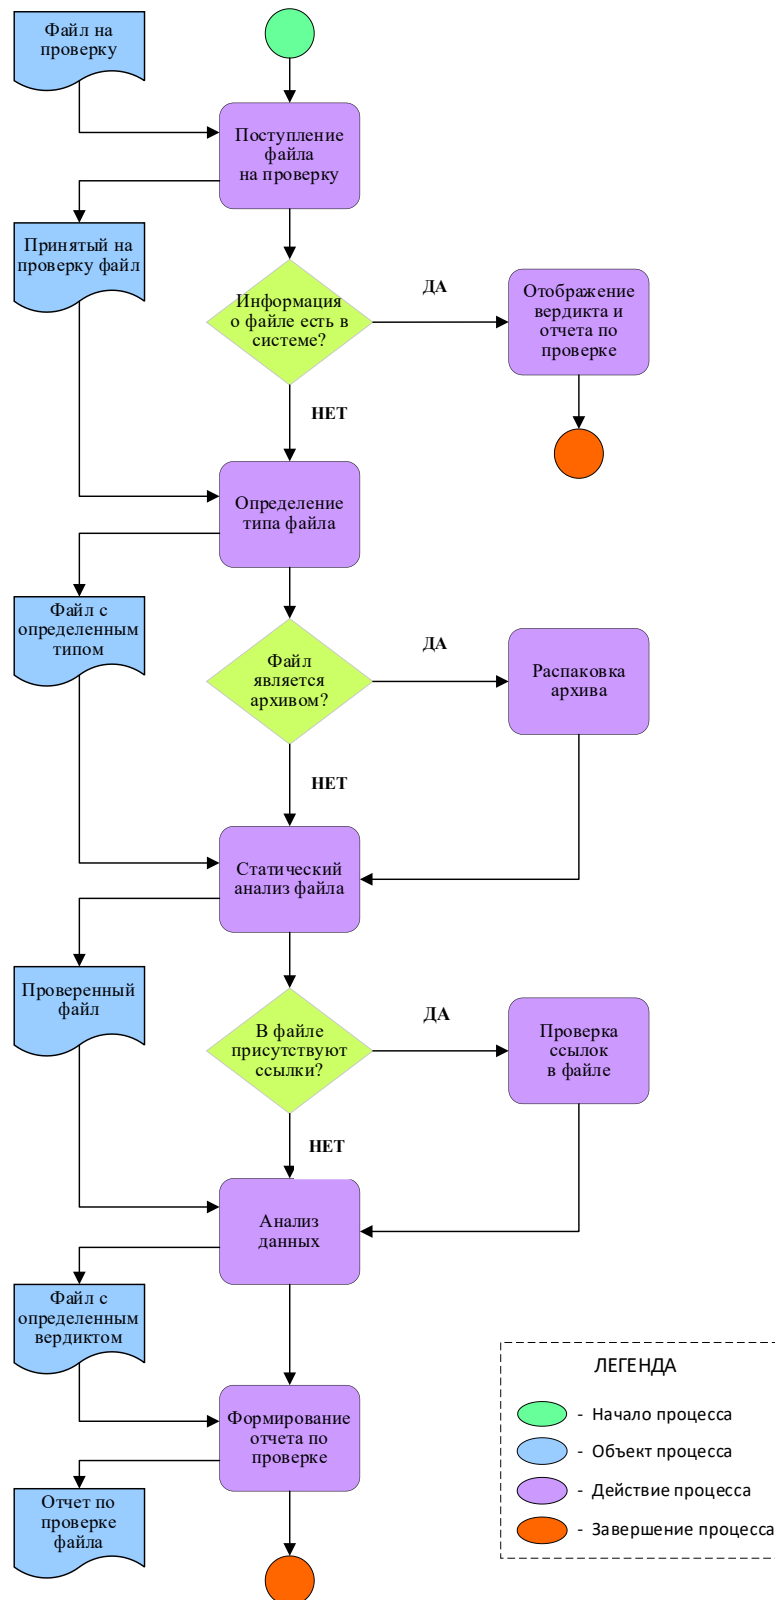 Файл на
проверку
Поступление
файла
на проверку
Принятый на
проверку файл
Информация
о файле есть в
системе?
ДА
Отображение
вердикта и
отчета по
проверке
НЕТ
Определение
типа файла
Файл с
определенным
типом
Файл
является
архивом?
ДА
Распаковка
архива
НЕТ
Статический
анализ файла
Проверенный
файл
В файле
присутствуют
ссылки?
ДА
Проверка
ссылок
в файле
НЕТ
Анализ
данных
Файл с
определенным
вердиктом
Формирование
отчета по
проверке
Отчет по
проверке
файла
ЛЕГЕНДА
- Начало процесса
- Объект процесса
- Действие процесса
- Завершение процесса